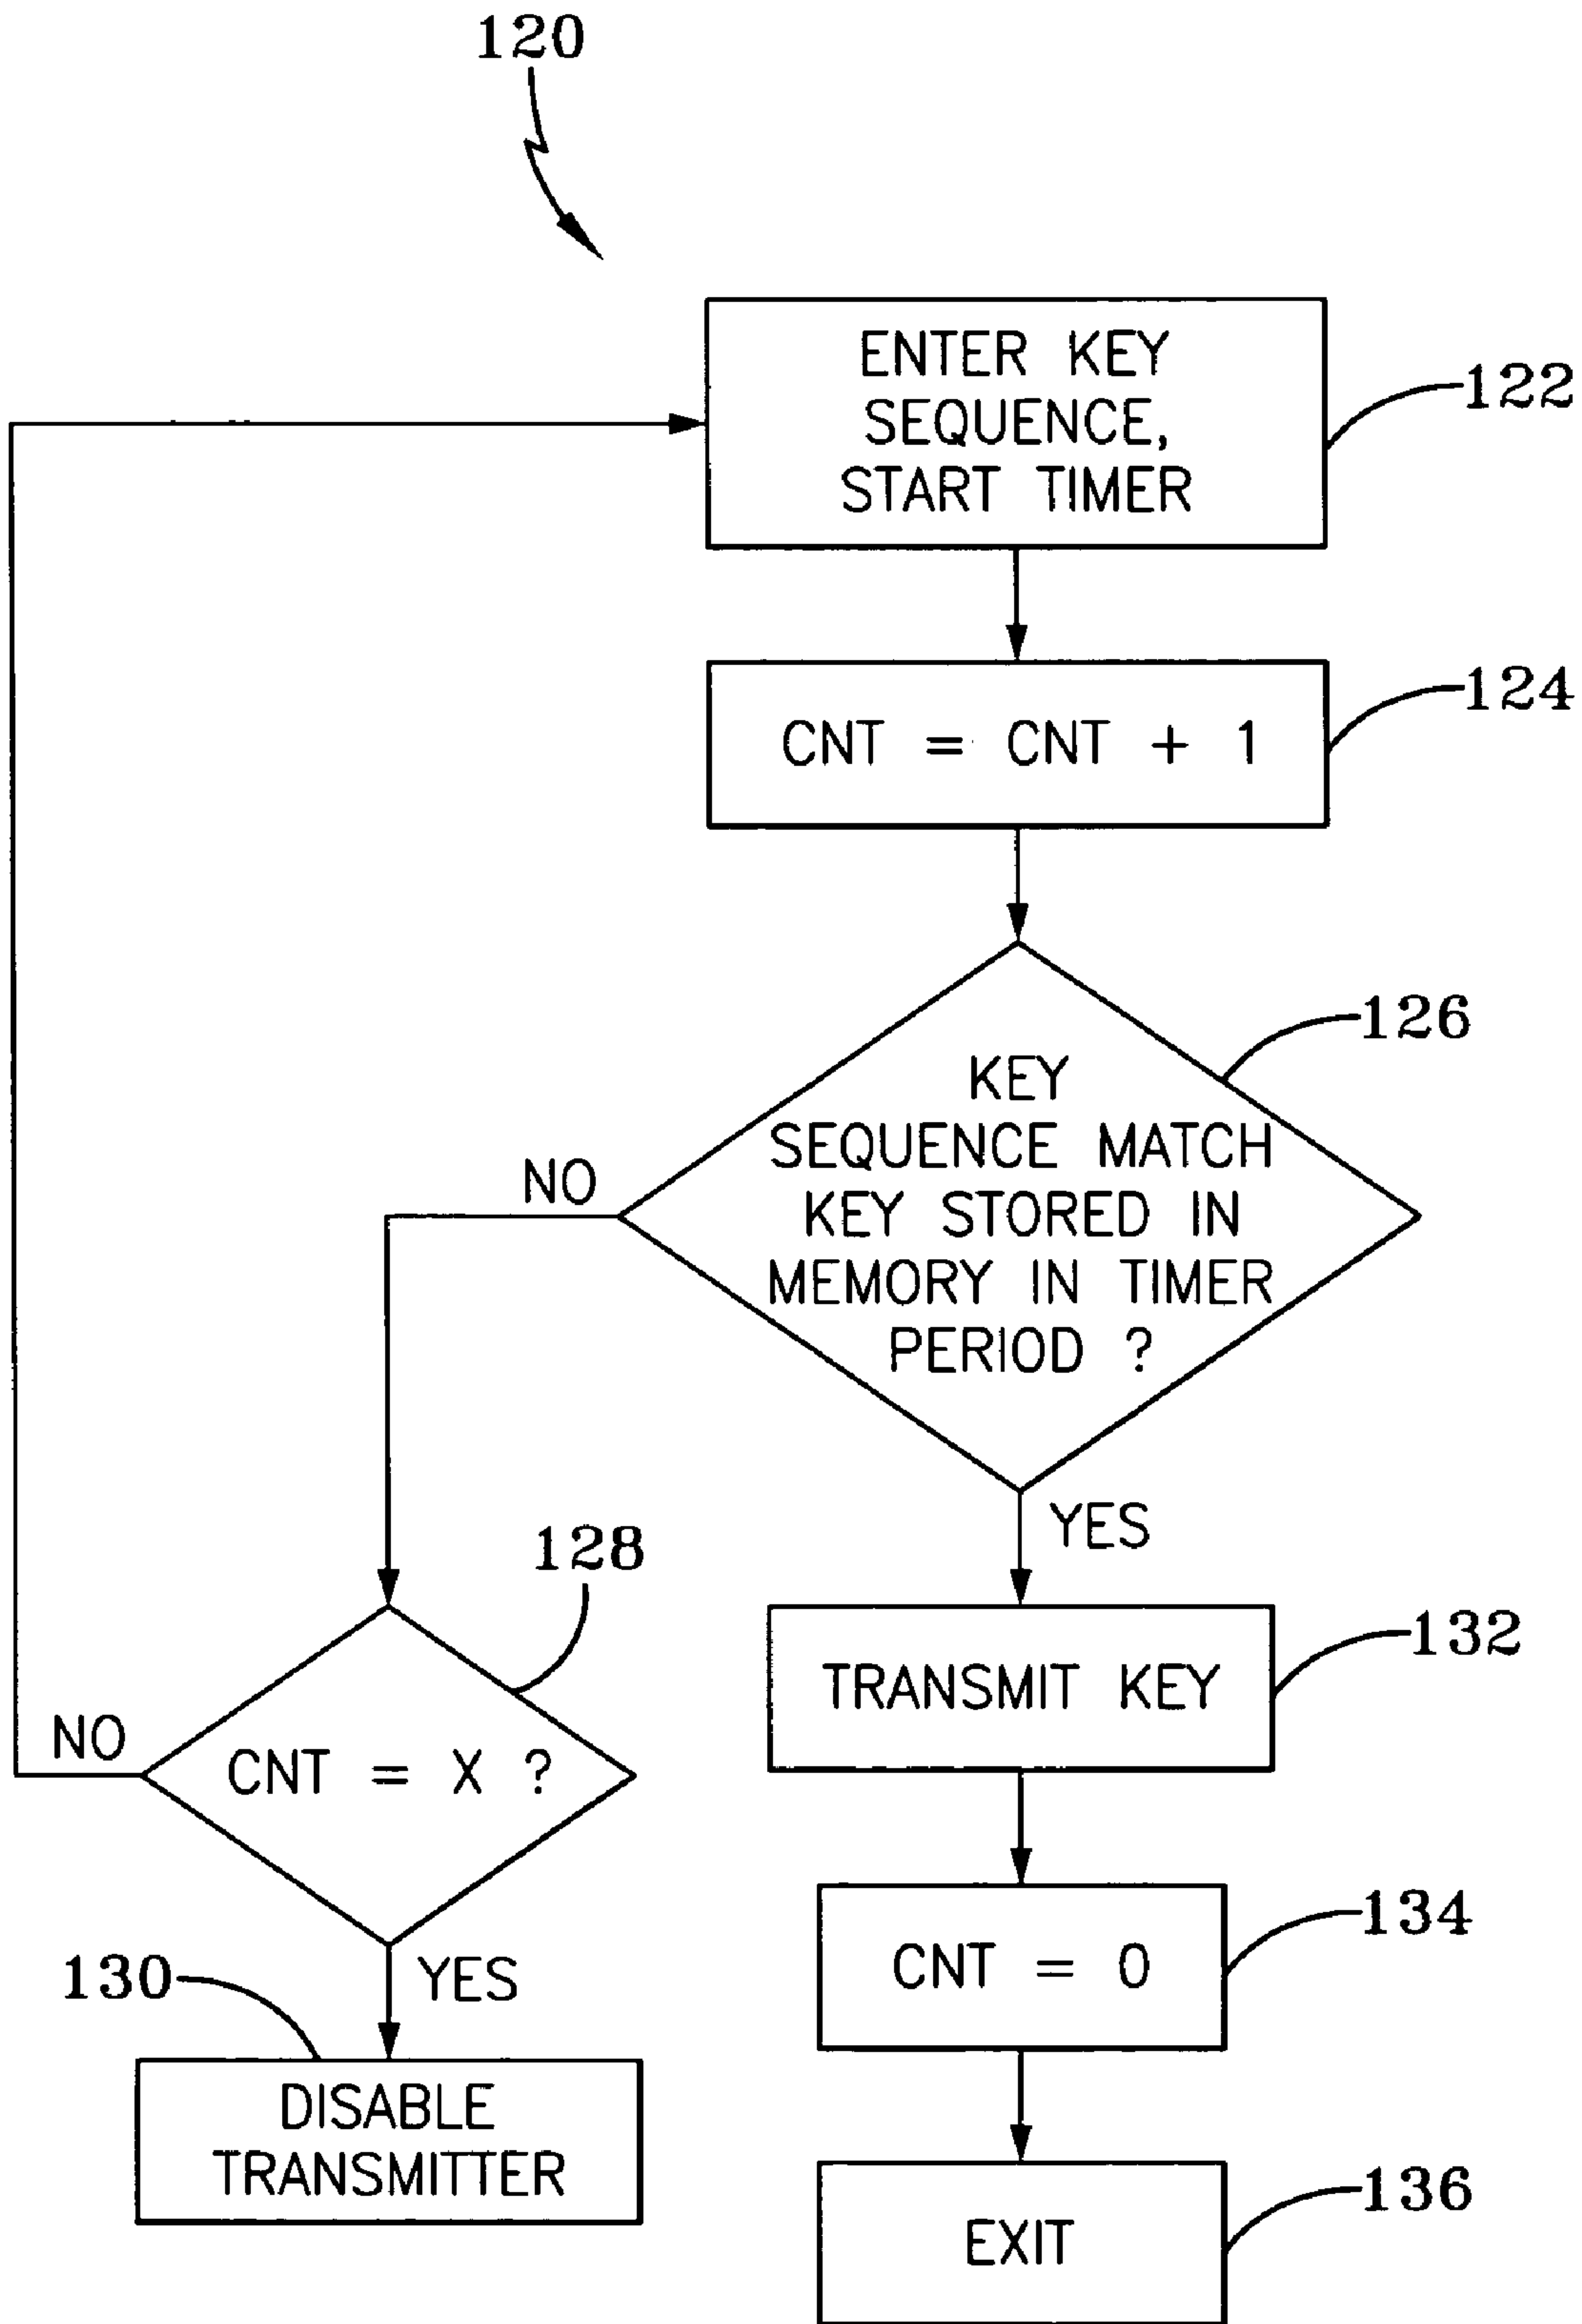 120
ENTER KEY
SEQUENCE,
START TIMER
122
CNT = CNT + 1
124
126
KEY
SEQUENCE MATCH
KEY STORED IN
MEMORY IN TIMER
PERIOD ?
NO
YES
128
CNT = X ?
NO
YES
130
DISABLE
TRANSMITTER
TRANSMIT KEY
132
CNT = 0
134
EXIT
136